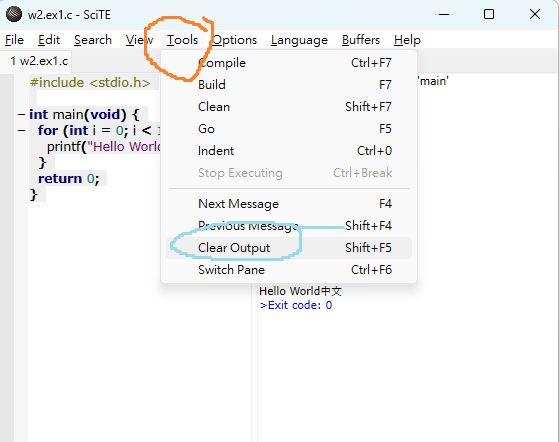 w2.ex1.c - SciTE
File Edit Search View Tools Options Language Buffers Help
1 w2.ex1.c
#include <stdio.h>
int main(void) {
for (int i = 0; i < 1
printf("Hello World
}
return 0;
}
Compile Ctrl+F7
Build F7
Clean Shift+F7
Go F5
Indent Ctrl+0
Stop Executing Ctrl+Break
Next Message F4
Previous Message Shift+F4
Clear Output Shift+F5
Switch Pane Ctrl+F6
'main'
Hello World中文
>Exit code: 0